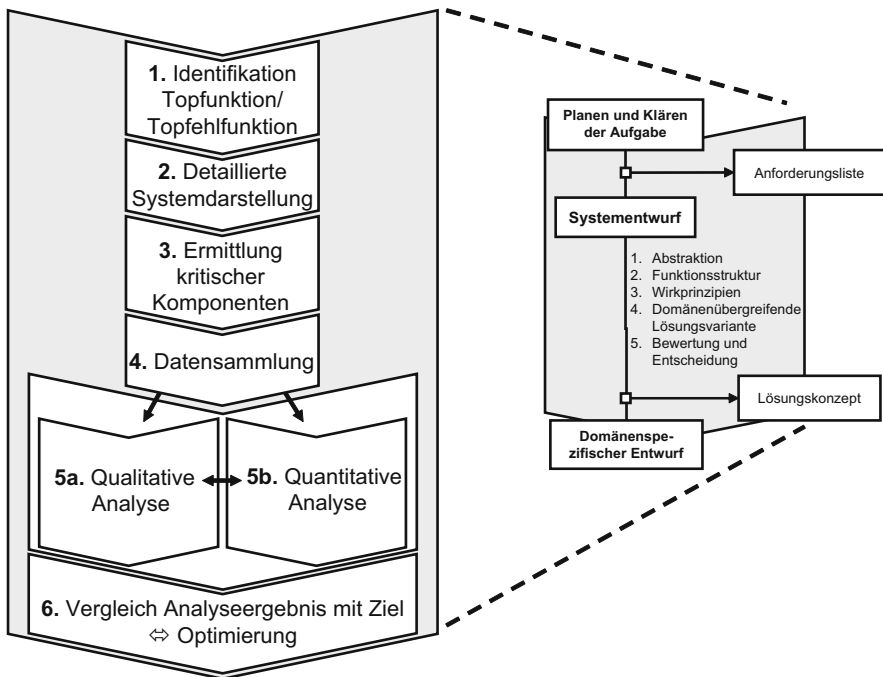 1. Identifikation
Topfunktion/
Topfehlfunktion
2. Detaillierte
Systemdarstellung
3. Ermittlung
kritischer
Komponenten
4. Datensammlung
5a. Qualitative
Analyse
5b. Quantitative
Analyse
6. Vergleich Analyseergebnis mit Ziel
⇔ Optimierung
Planen und Klären
der Aufgabe
Anforderungsliste
Systementwurf
1. Abstraktion
2. Funktionsstruktur
3. Wirkprinzipien
4. Domänenübergreifende
Lösungsvariante
5. Bewertung und
Entscheidung
Lösungskonzept
Domänenspe-
zifischer Entwurf